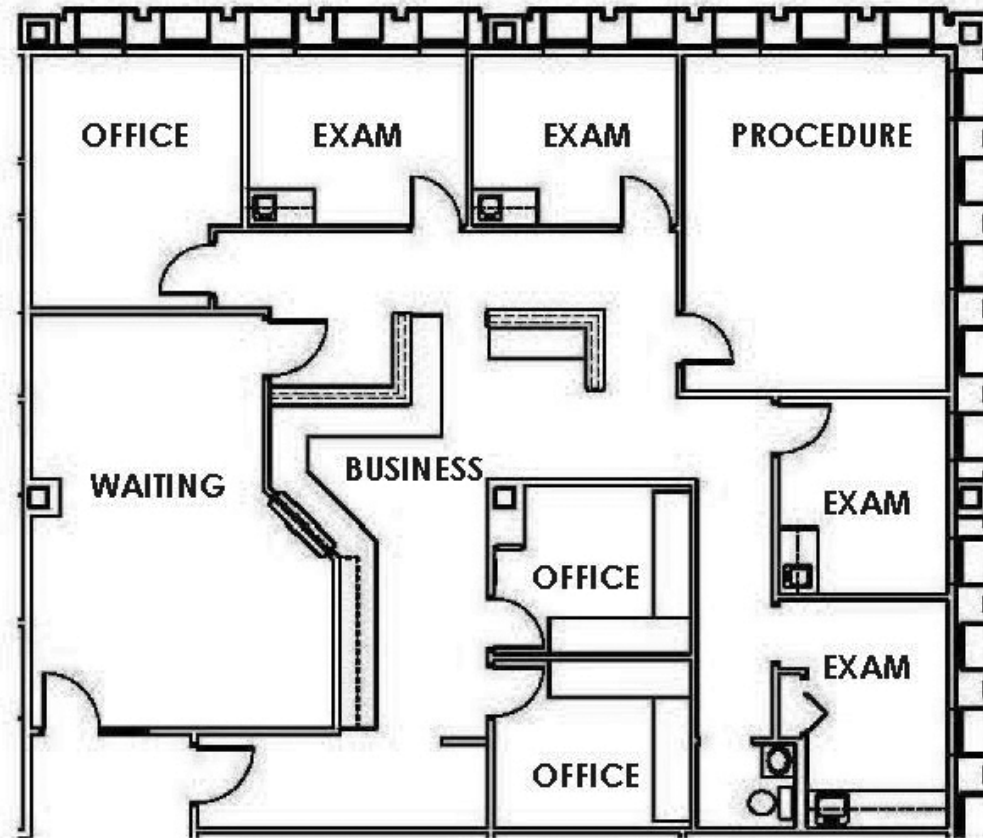 OFFICE
EXAM
EXAM
PROCEDURE
WAITING
BUSINESS
EXAM
OFFICE
EXAM
OFFICE